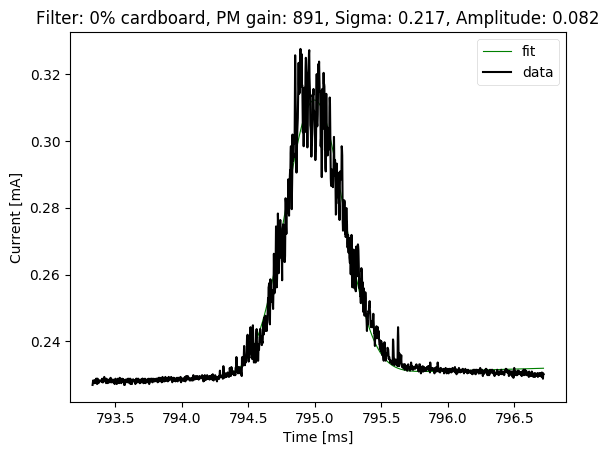 Filter: 0% cardboard, PM gain: 891, Sigma: 0.217, Amplitude: 0.082
fit
data
0.32
0.30
0.28
0.26
0.24
Current [mA]
793.5 794.0 794.5 795.0 795.5 796.0 796.5
Time [ms]